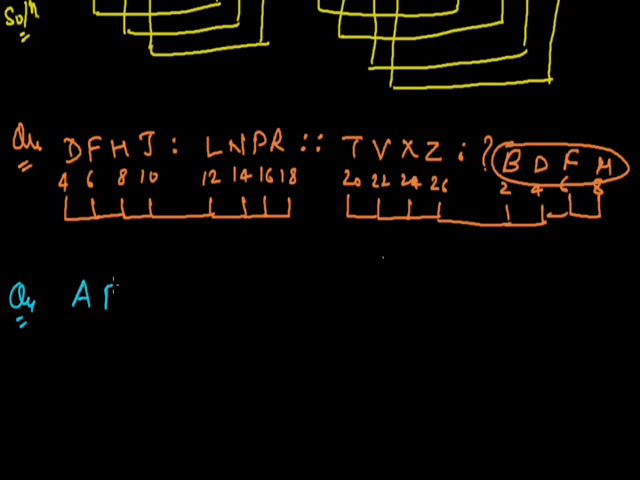 Soln
Qu DFHJ : LNPR :: TVXZ : ? BDFH
4 6 8 10 12 14 16 18 20 22 24 26 2 4 6 8
Qu A